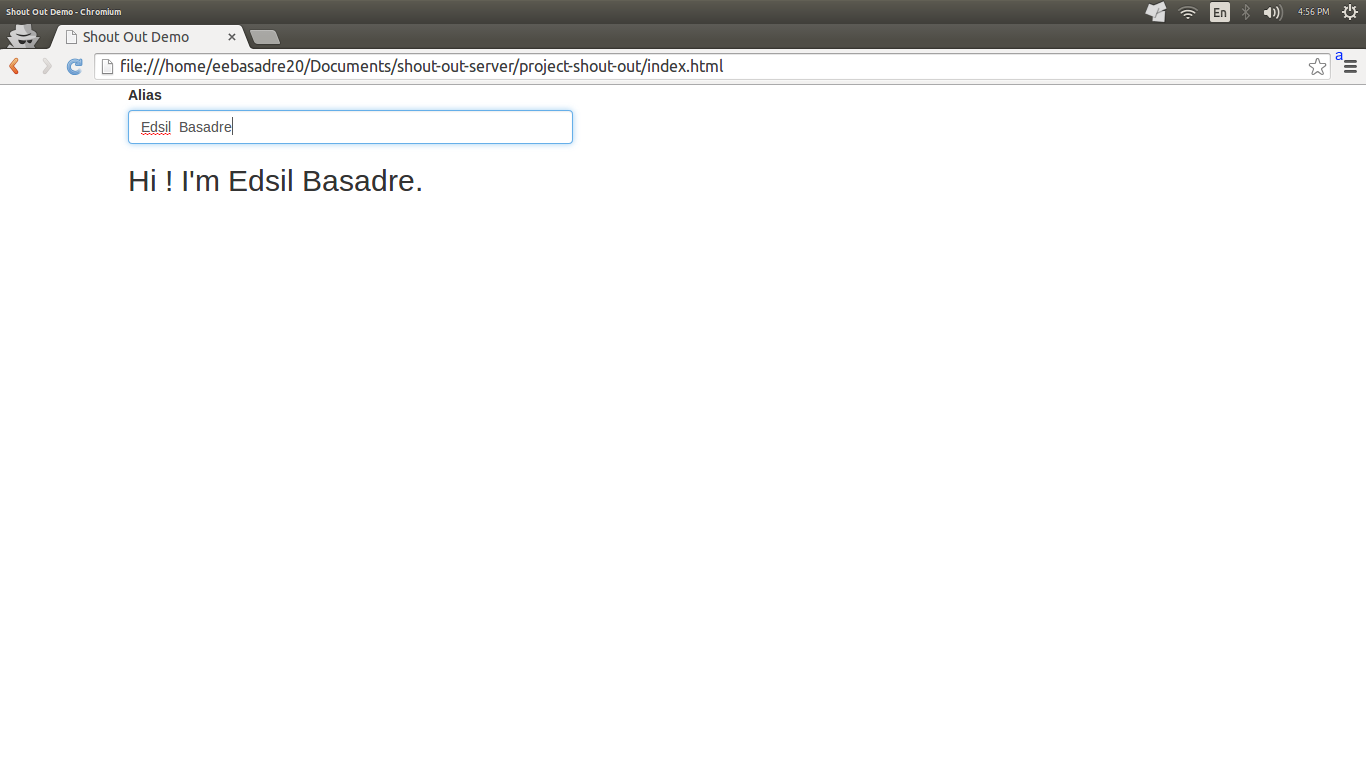 Shout Out Demo - Chromium
En
4:56 PM
Shout Out Demo
file:///home/eebasadre20/Documents/shout-out-server/project-shout-out/index.html
a
Alias
Edsil  Basadre
Hi ! I'm Edsil Basadre.